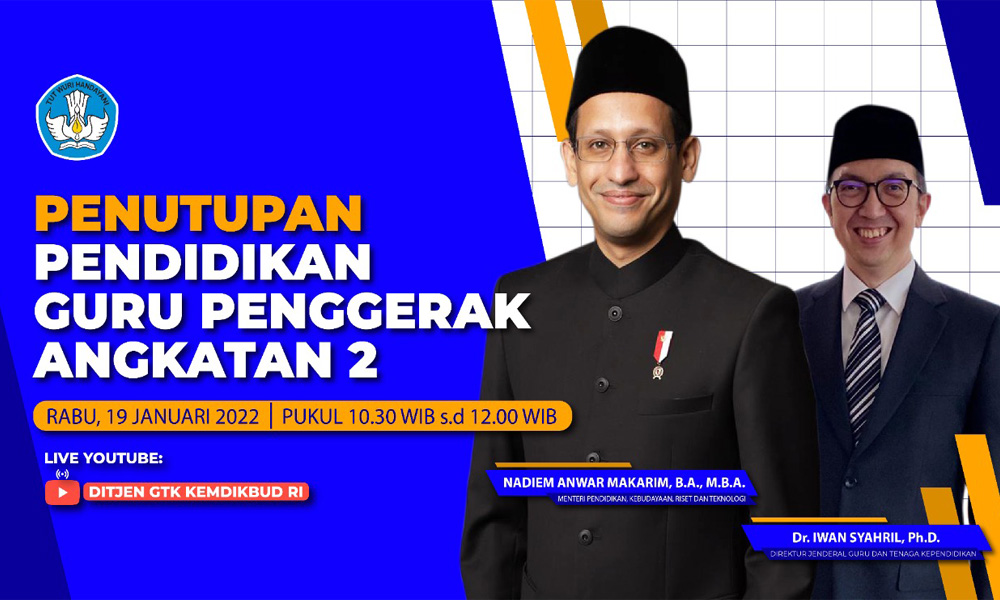 TUT WURI HANDAYANI
PENUTUPAN
PENDIDIKAN
GURU PENGGERAK
ANGKATAN 2
RABU, 19 JANUARI 2022 | PUKUL 10.30 WIB s.d 12.00 WIB
LIVE YOUTUBE:
DITJEN GTK KEMDIKBUD RI
NADIEM ANWAR MAKARIM, B.A., M.B.A.
MENTERI PENDIDIKAN, KEBUDAYAAN, RISET DAN TEKNOLOGI
Dr. IWAN SYAHRIL, Ph.D.
DIREKTUR JENDERAL GURU DAN TENAGA KEPENDIDIKAN